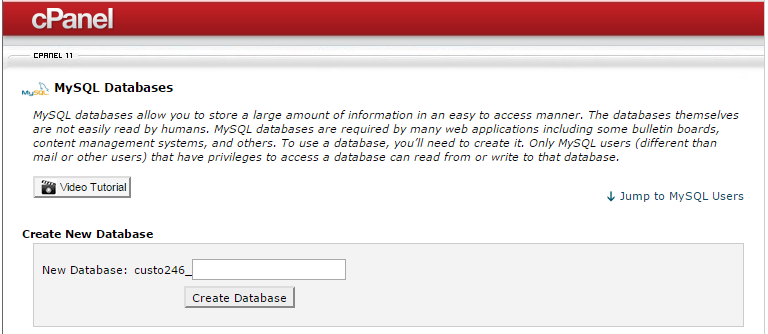 cPanel
CPANEL 11
MySQL MySQL Databases
MySQL databases allow you to store a large amount of information in an easy to access manner. The databases themselves
are not easily read by humans. MySQL databases are required by many web applications including some bulletin boards,
content management systems, and others. To use a database, you'll need to create it. Only MySQL users (different than
mail or other users) that have privileges to access a database can read from or write to that database.
Video Tutorial
Jump to MySQL Users
Create New Database
New Database: custo246_
Create Database